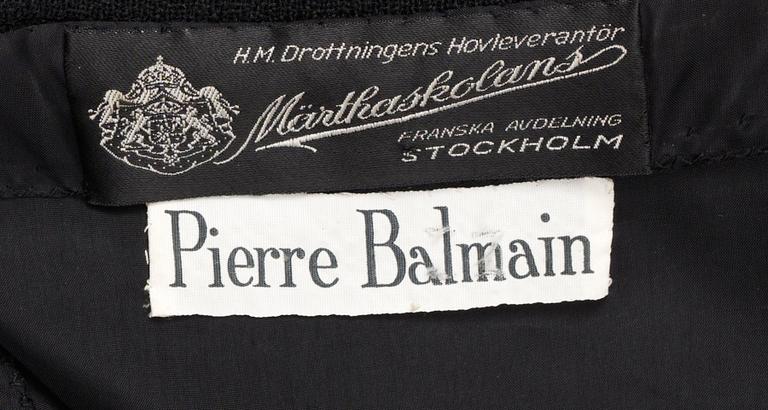 H.M. Drottningens Hovleverantör
Märthaskolans
FRANSKA AVDELNING
STOCKHOLM
Pierre Balmain